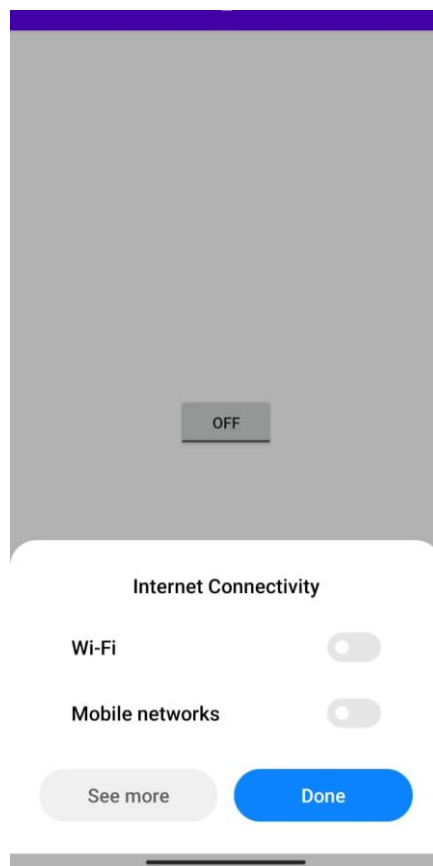 OFF
Internet Connectivity
Wi-Fi
Mobile networks
See more Done